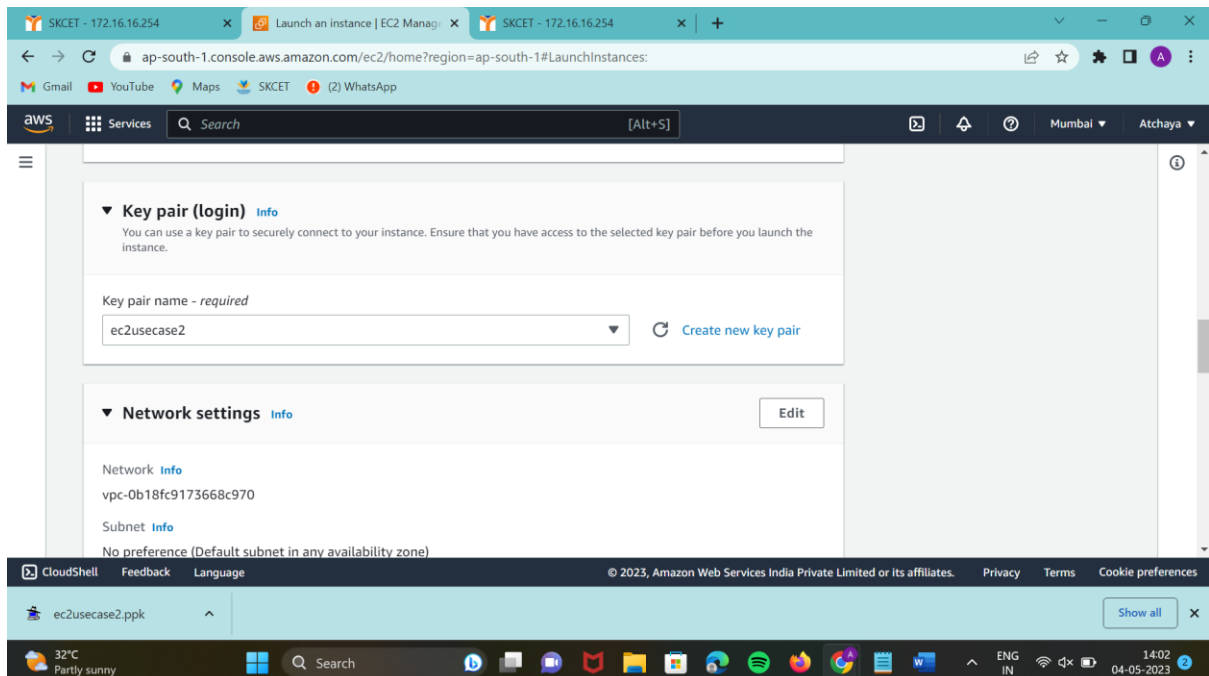 SKCET - 172.16.16.254
Launch an instance | EC2 Manage
SKCET - 172.16.16.254
ap-south-1.console.aws.amazon.com/ec2/home?region=ap-south-1#LaunchInstances:
A
Gmail YouTube Maps SKCET (2) WhatsApp
aws Services Search [Alt+S] Mumbai Atchaya
Key pair (login) Info
You can use a key pair to securely connect to your instance. Ensure that you have access to the selected key pair before you launch the
instance.
Key pair name - required
ec2usecase2
Create new key pair
Network settings Info
Edit
Network Info
vpc-0b18fc9173668c970
Subnet Info
No preference (Default subnet in any availability zone)
CloudShell Feedback Language © 2023, Amazon Web Services India Private Limited or its affiliates. Privacy Terms Cookie preferences
ec2usecase2.ppk
Show all
32°C
Partly sunny
Search
ENG
IN
14:02
04-05-2023
2